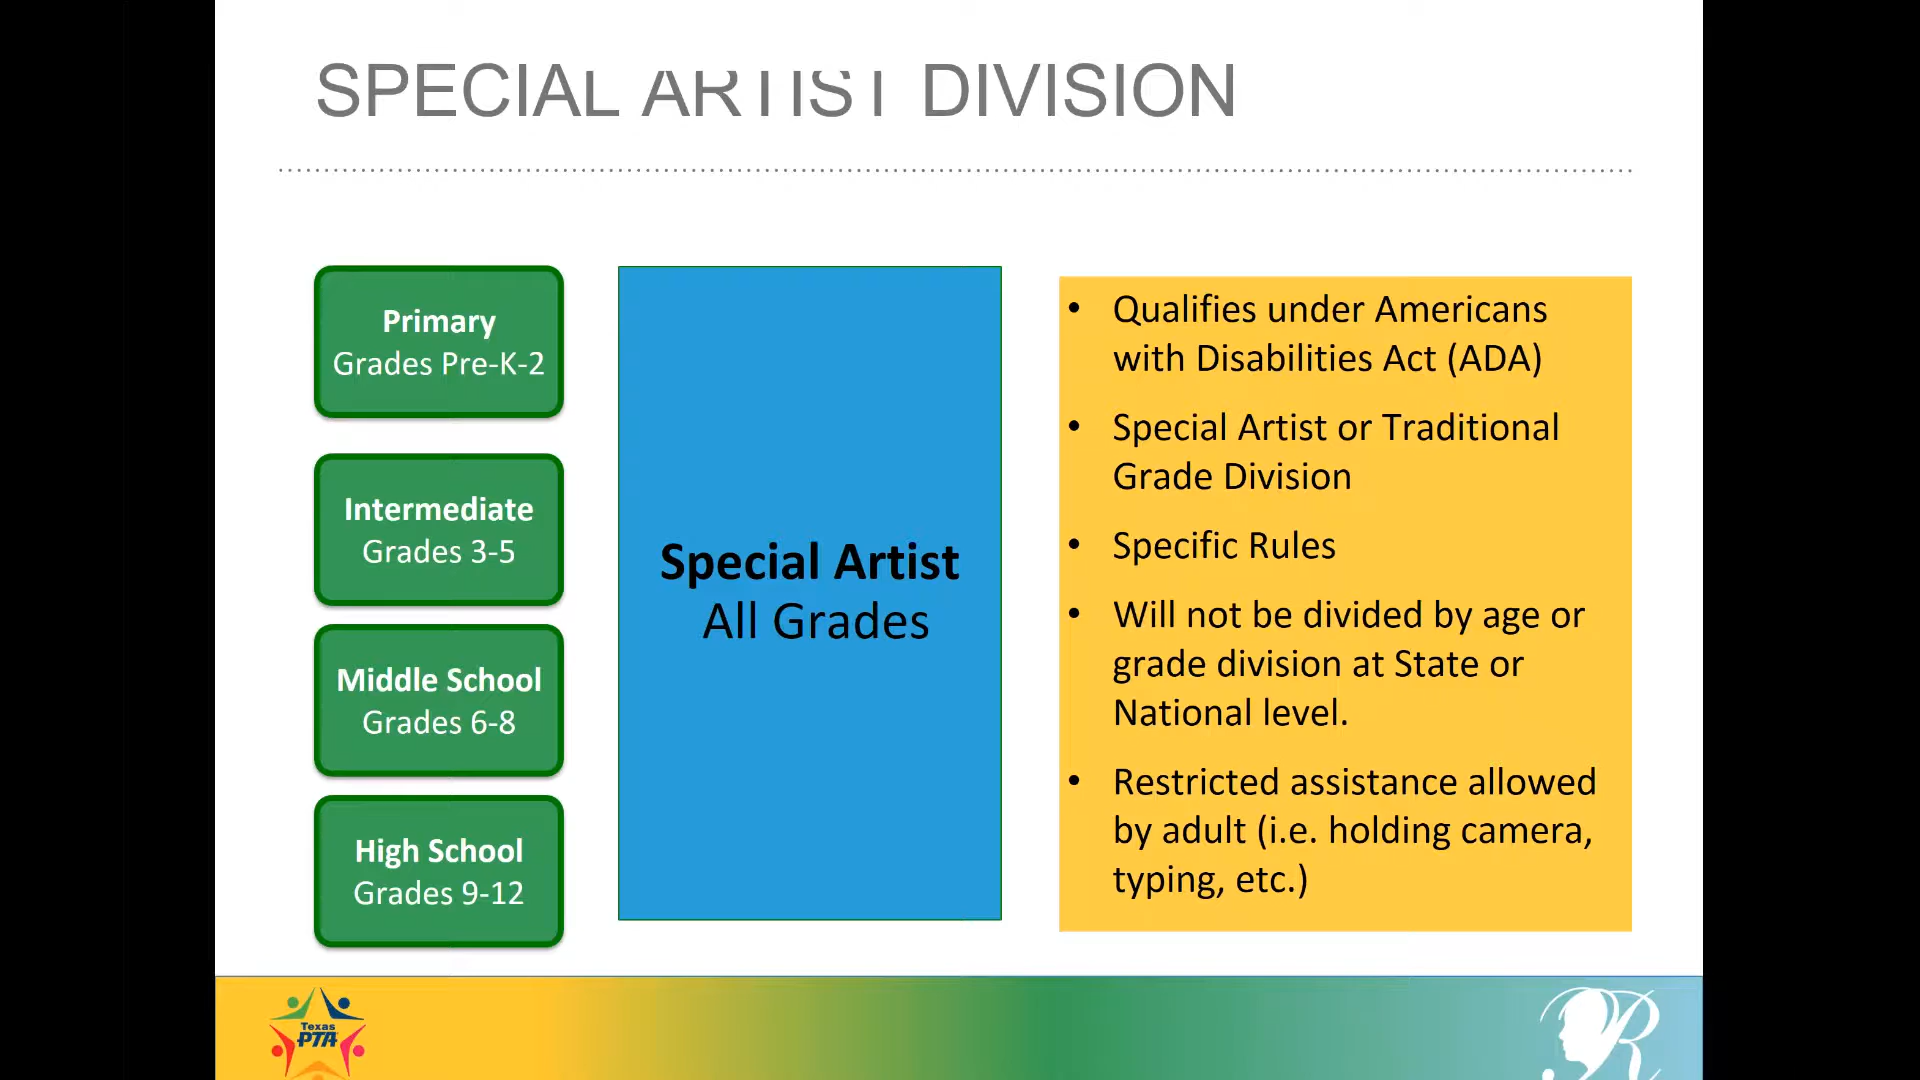 SPECIAL ARTIST DIVISION
Primary
Grades Pre-K-2
Intermediate
Grades 3-5
Middle School
Grades 6-8
High School
Grades 9-12
Special Artist
All Grades
• Qualifies under Americans
with Disabilities Act (ADA)
• Special Artist or Traditional
Grade Division
• Specific Rules
• Will not be divided by age or
grade division at State or
National level.
• Restricted assistance allowed
by adult (i.e. holding camera,
typing, etc.)
Texas
PTA
R